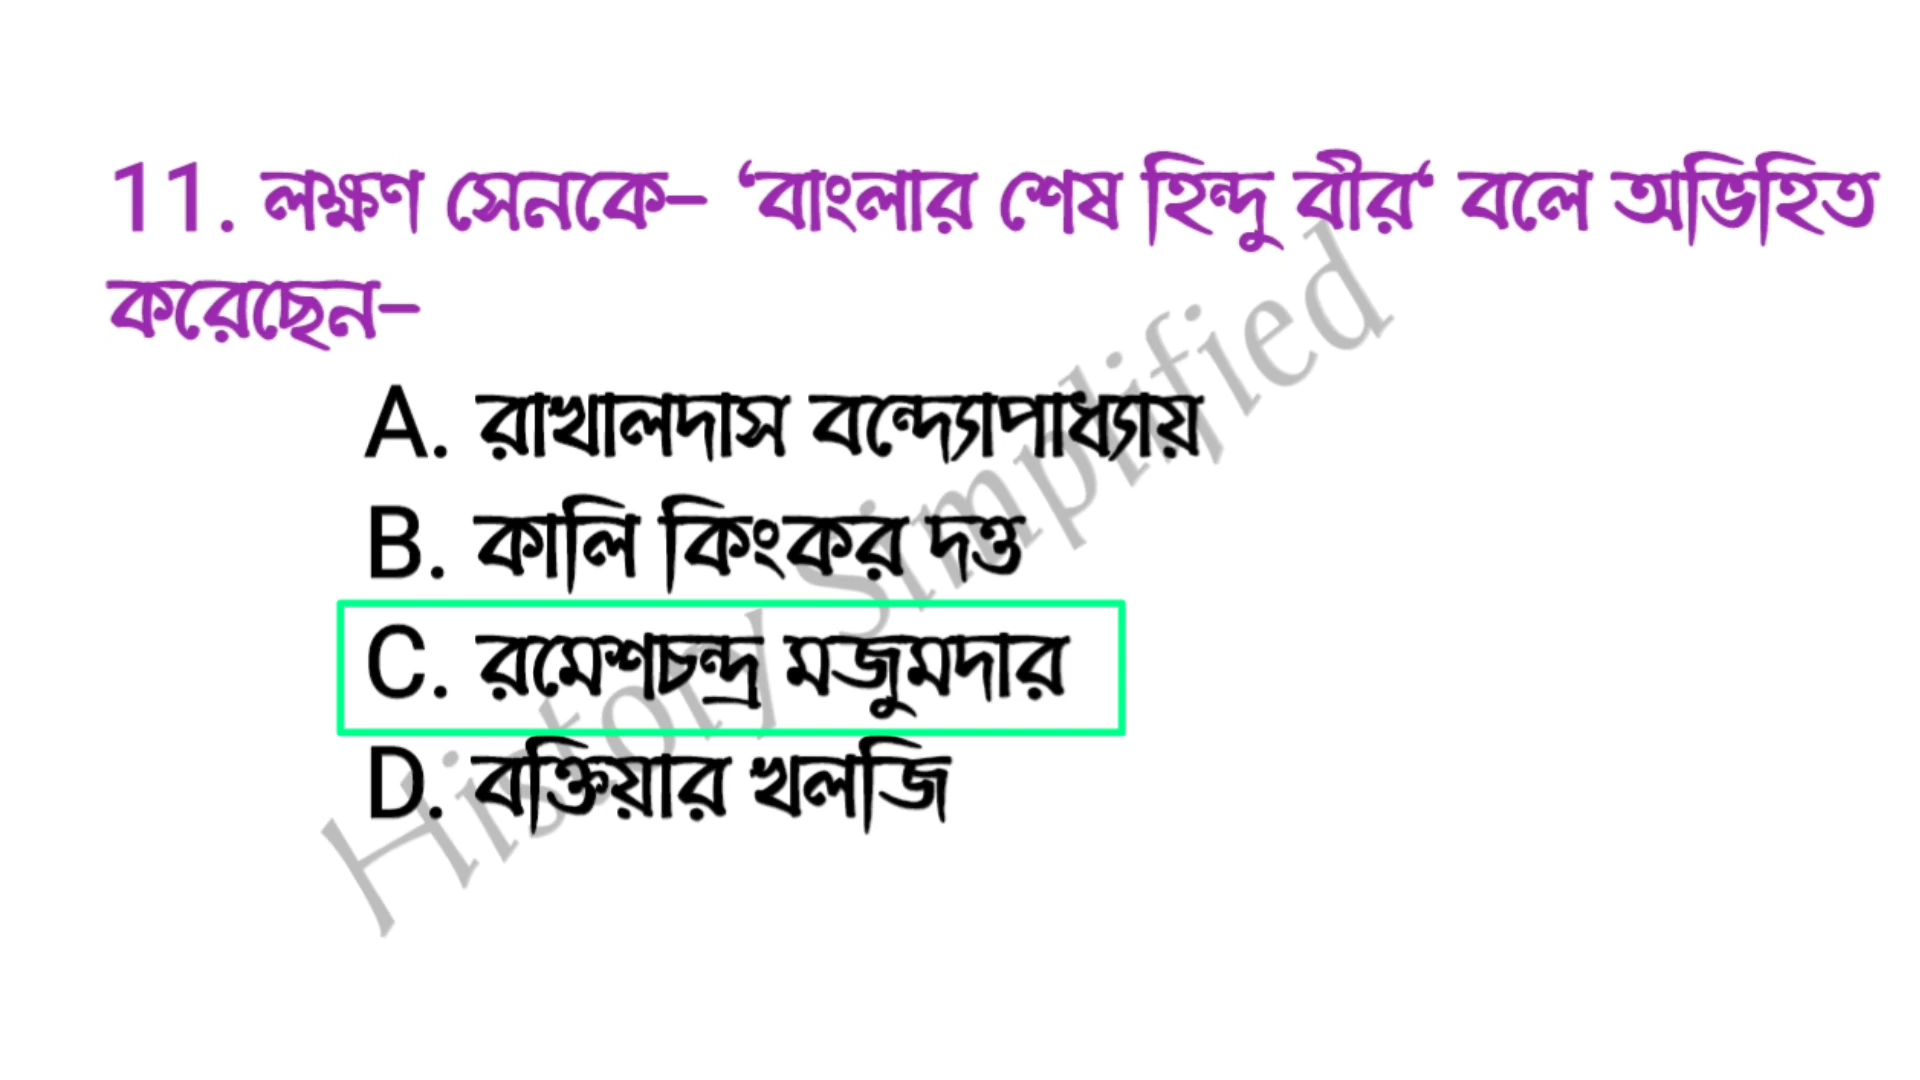 11. লক্ষণ সেনকে– ‘বাংলার শেষ হিন্দু বীর‘ বলে অভিহিত
করেছেন–
A. রাখালদাস বন্দ্যোপাধ্যায়
B. কালি কিংকর দত্ত
C. রমেশচন্দ্র মজুমদার
D. বক্তিয়ার খলজি
History Simplified